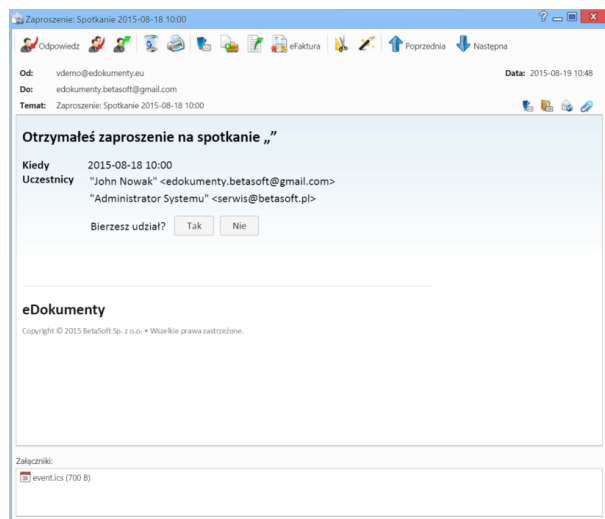 Zaproszenie: Spotkanie 2015-08-18 10:00
Odpowiedz eFaktura Poprzednia Następna
Od: vdemo@edokumenty.eu Data: 2015-08-19 10:48
Do: edokumenty.betasoft@gmail.com
Temat: Zaproszenie: Spotkanie 2015-08-18 10:00
Otrzymałeś zaproszenie na spotkanie „”
Kiedy 2015-08-18 10:00
Uczestnicy "John Nowak" <edokumenty.betasoft@gmail.com>
"Administrator Systemu" <serwis@betasoft.pl>
Bierzesz udział? Tak Nie
eDokumenty
Copyright © 2015 BetaSoft Sp. z o.o. • Wszelkie prawa zastrzeżone.
Załączniki:
event.ics (700 B)